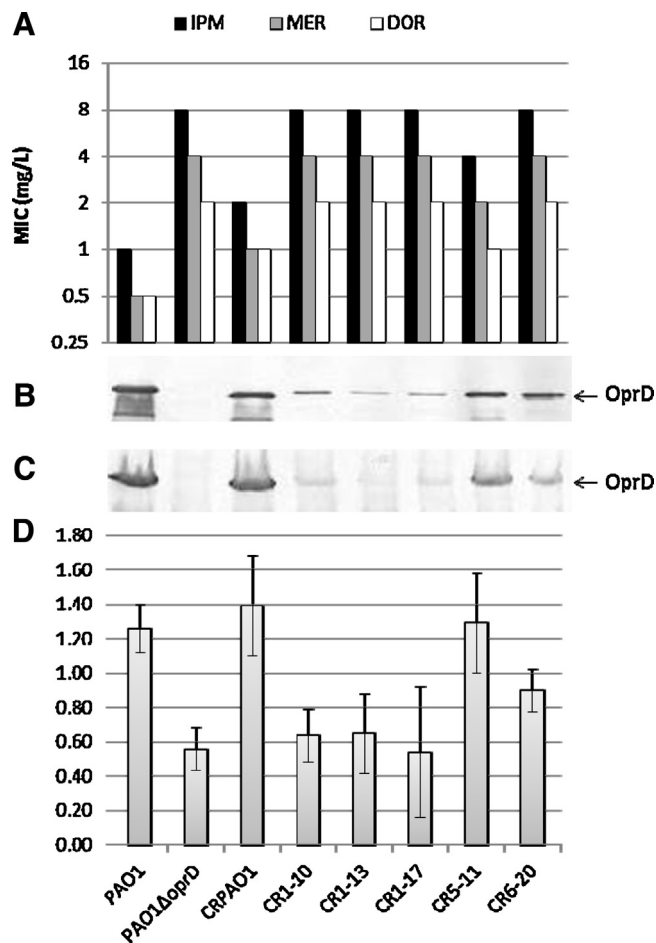 A
IPM MER DOR
16
8
4
2
1
0.5
0.25
MIC (mg/L)
B
← OprD
C
← OprD
D
1.80
1.60
1.40
1.20
1.00
0.80
0.60
0.40
0.20
0.00
PAO1 PAO1ΔoprD CRPAO1 CR1-10 CR1-13 CR1-17 CR5-11 CR6-20